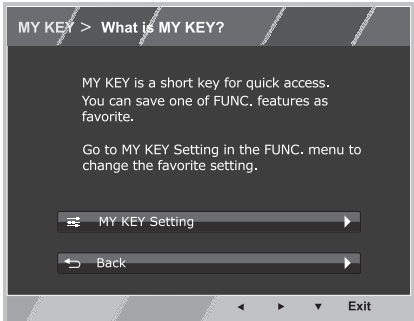 MY KEY > What is MY KEY?
MY KEY is a short key for quick access.
You can save one of FUNC. features as
favorite.
Go to MY KEY Setting in the FUNC. menu to
change the favorite setting.
MY KEY Setting
Back
Exit